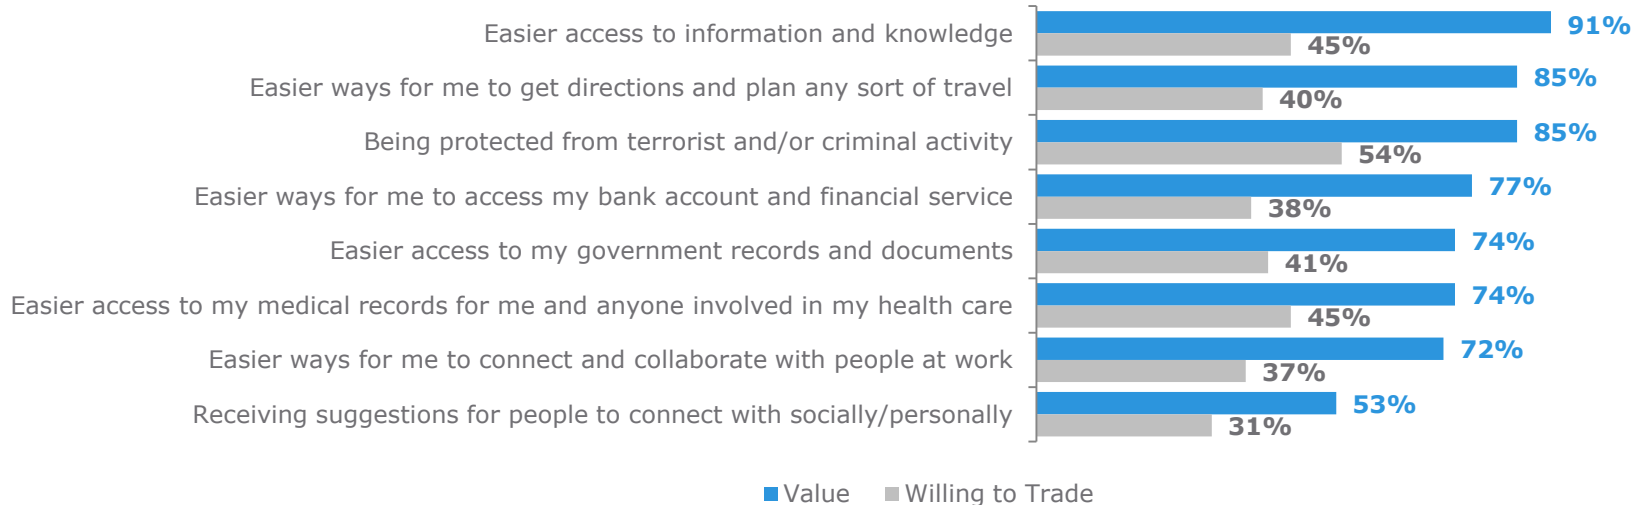 Easier access to information and knowledge
91%
45%
Easier ways for me to get directions and plan any sort of travel
85%
40%
Being protected from terrorist and/or criminal activity
85%
54%
Easier ways for me to access my bank account and financial service
77%
38%
Easier access to my government records and documents
74%
41%
Easier access to my medical records for me and anyone involved in my health care
74%
45%
Easier ways for me to connect and collaborate with people at work
72%
37%
Receiving suggestions for people to connect with socially/personally
53%
31%
Value Willing to Trade